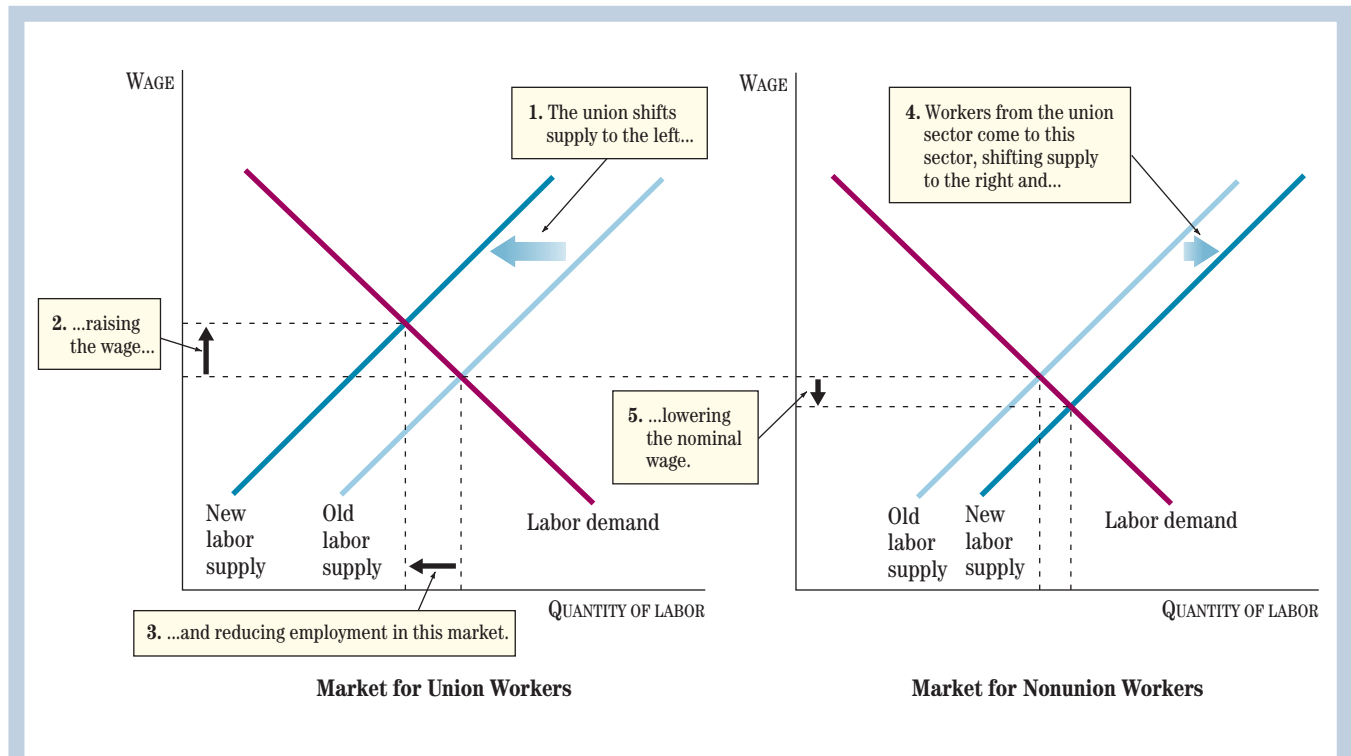 WAGE
1. The union shifts
supply to the left...
2. ...raising
the wage...
New
labor
supply
Old
labor
supply
Labor demand
QUANTITY OF LABOR
3. ...and reducing employment in this market.
Market for Union Workers
WAGE
4. Workers from the union
sector come to this
sector, shifting supply
to the right and...
5. ...lowering
the nominal
wage.
Old
labor
supply
New
labor
supply
Labor demand
QUANTITY OF LABOR
Market for Nonunion Workers